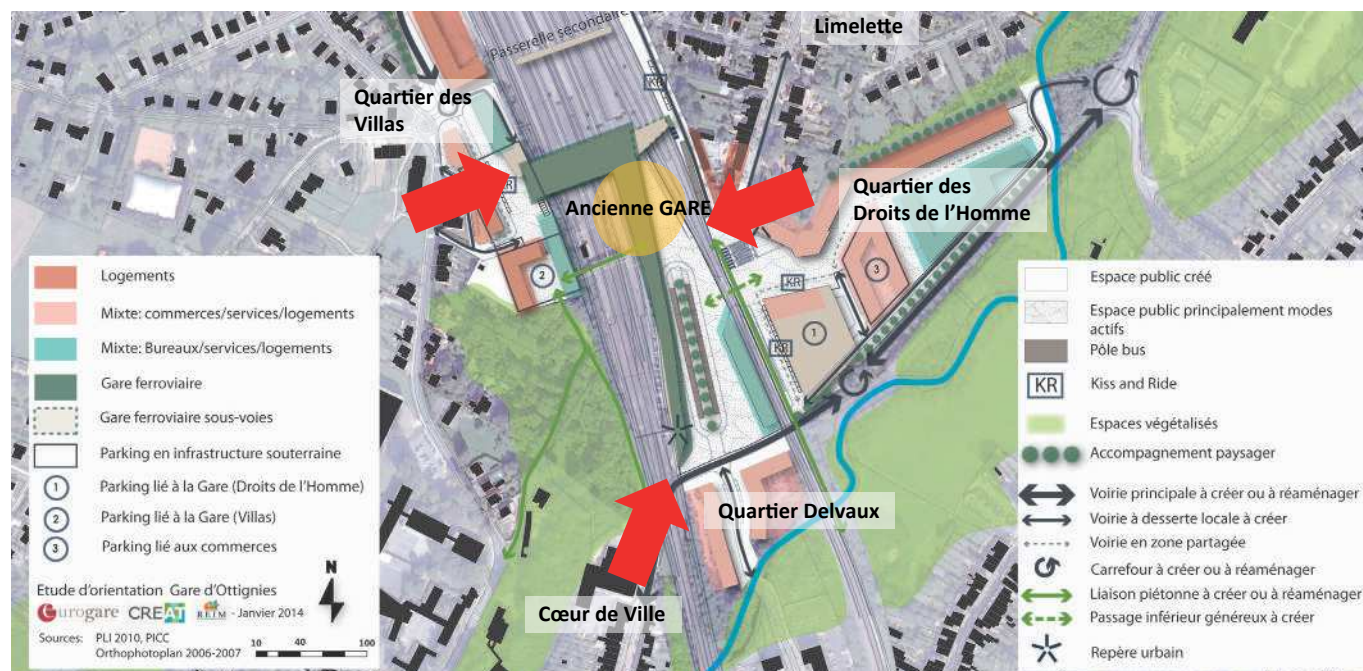 Limelette
Passerelle secondaire
KR
Quartier des
Villas
KR
Ancienne GARE
Quartier des
Droits de l'Homme
2
3
KR
1
KR
Quartier Delvaux
Cœur de Ville
Logements
Mixte: commerces/services/logements
Mixte: Bureaux/services/logements
Gare ferroviaire
Gare ferroviaire sous-voies
Parking en infrastructure souterraine
1 Parking lié à la Gare (Droits de l'Homme)
2 Parking lié à la Gare (Villas)
3 Parking lié aux commerces
N
Etude d'orientation Gare d'Ottignies
eurogare CREAT REIM - Janvier 2014
Sources: PLI 2010, PICC
Orthophotoplan 2006-2007
10 40 100
Espace public créé
Espace public principalement modes
actifs
Pôle bus
KR Kiss and Ride
Espaces végétalisés
Accompagnement paysager
Voirie principale à créer ou à réaménager
Voirie à desserte locale à créer
Voirie en zone partagée
Carrefour à créer ou à réaménager
Liaison piétonne à créer ou à réaménager
Passage inférieur généreux à créer
Repère urbain